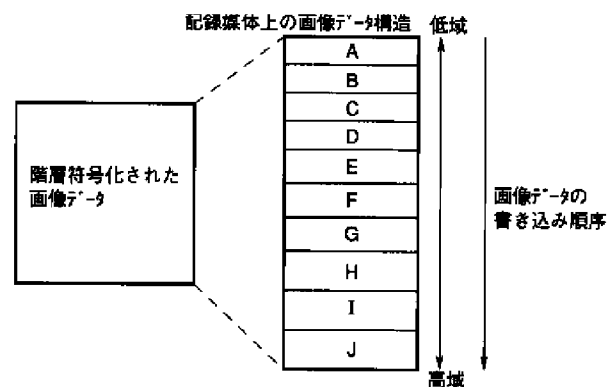 記録媒体上の画像データ構造
低域
A
B
C
D
E
F
G
H
I
J
高域
階層符号化された
画像データ
画像データの
書き込み順序